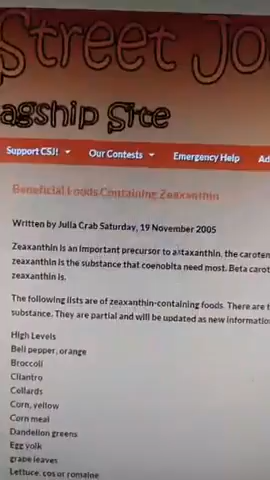 Street Jo
agship Site
Support CSJ!
Our Contests
Emergency Help
Ad
Beneficial Foods Containing Zeaxanthin
Written by Julia Crab Saturday, 19 November 2005
Zeaxanthin is an important precursor to astaxanthin, the caroten
zeaxanthin is the substance that coenobita need most. Beta carot
zeaxanthin is.
The following lists are of zeaxanthin-containing foods. There are t
substance. They are partial and will be updated as new informatio
High Levels
Bell pepper, orange
Broccoli
Cilantro
Collards
Corn, yellow
Corn meal
Dandelion greens
Egg yolk
grape leaves
Lettuce, cos or romaine